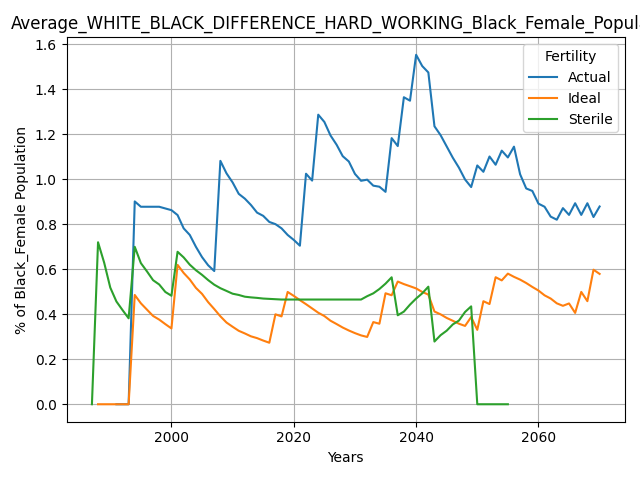 Average_WHITE_BLACK_DIFFERENCE_HARD_WORKING_Black_Female_Popul
Fertility
Actual
Ideal
Sterile
% of Black_Female Population
1.6
1.4
1.2
1.0
0.8
0.6
0.4
0.2
0.0
2000 2020 2040 2060
Years